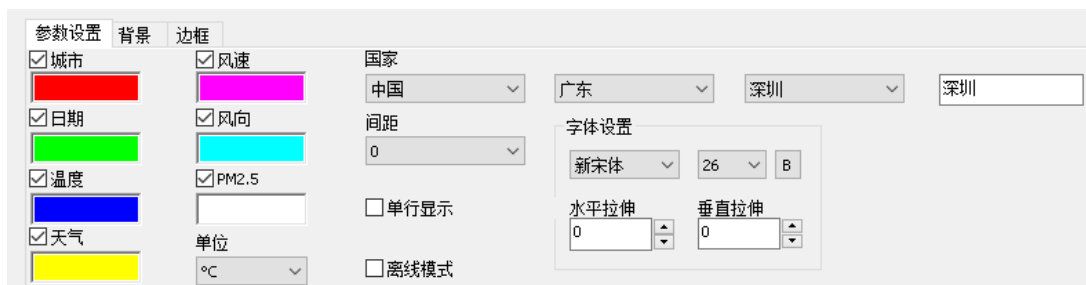 参数设置 背景 边框
城市 风速 国家
中国 广东 深圳 深圳
日期 风向 间距 字体设置
0
新宋体 26 B
温度 PM2.5
单行显示 水平拉伸 垂直拉伸
0 0
天气 单位
℃ 离线模式